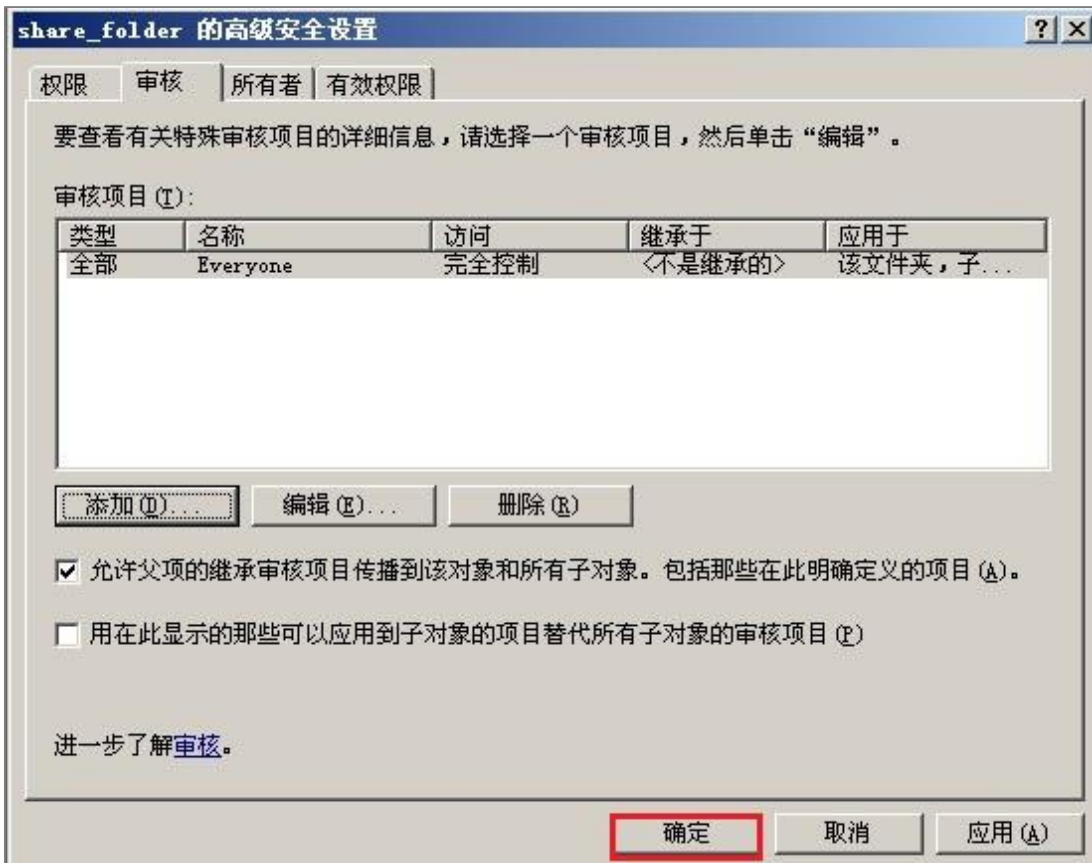 share_folder 的高级安全设置
权限 审核 所有者 有效权限
要查看有关特殊审核项目的详细信息，请选择一个审核项目，然后单击“编辑”。
审核项目(T):
类型 名称 访问 继承于 应用于
全部 Everyone 完全控制 <不是继承的> 该文件夹，子...
添加(D)... 编辑(E)... 删除(R)
允许父项的继承审核项目传播到该对象和所有子对象。包括那些在此明确定义的项目(A)。
用在此显示的那些可以应用到子对象的项目替代所有子对象的审核项目(P)
进一步了解审核。
确定 取消 应用(A)